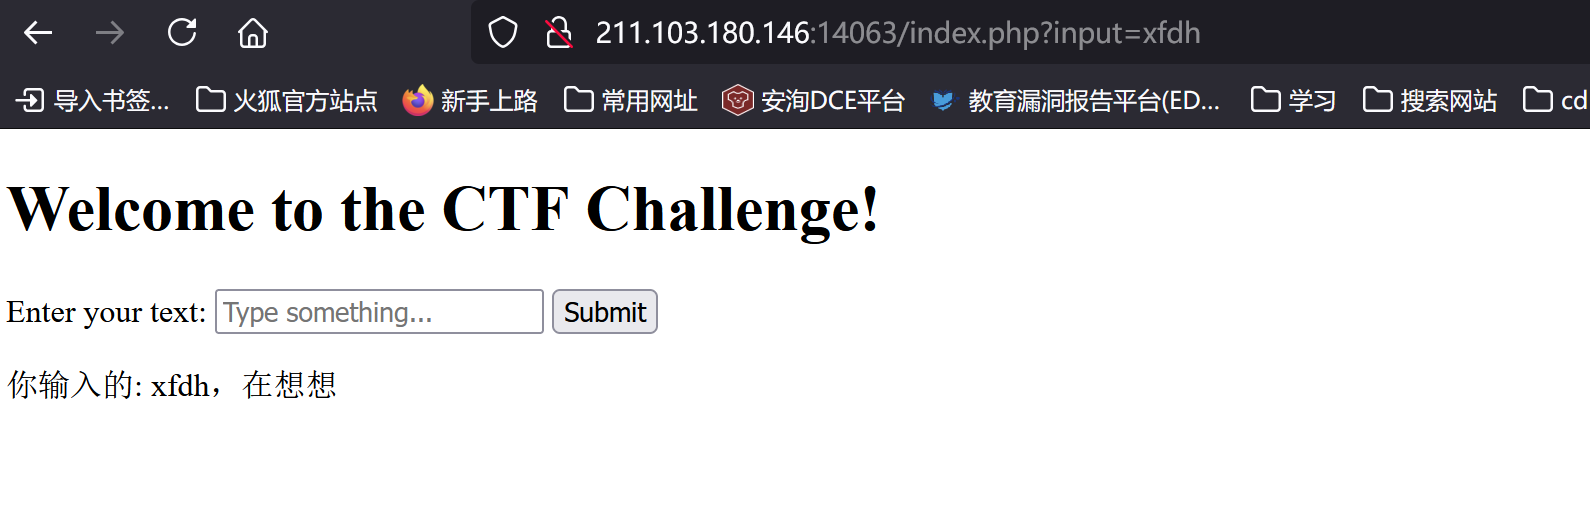 211.103.180.146:14063/index.php?input=xfdh
导入书签... 火狐官方站点 新手上路 常用网址 安洵DCE平台 教育漏洞报告平台(ED... 学习 搜索网站 cd
Welcome to the CTF Challenge!
Enter your text: Type something... Submit
你输入的: xfdh，在想想